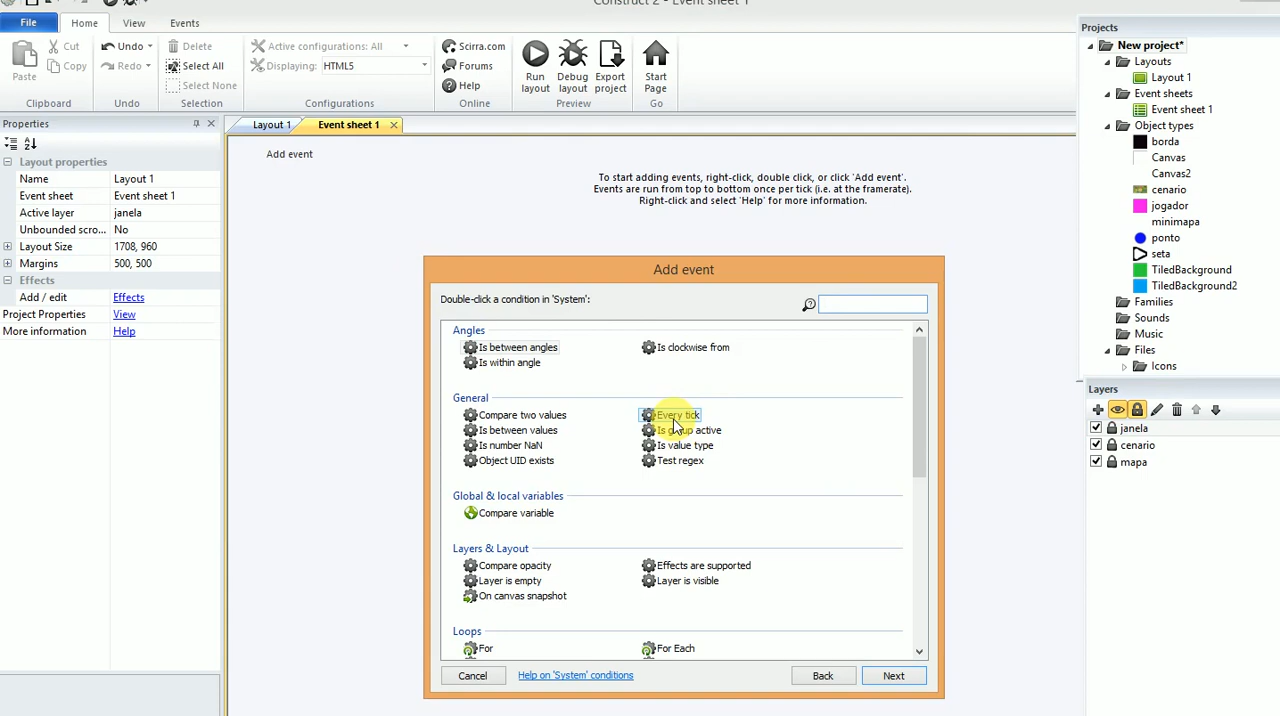 Construct 2 - Event sheet 1
File Home View Events
Paste
Cut
Copy
Clipboard
Undo
Redo
Undo
Delete
Select All
Select None
Selection
Active configurations: All
Displaying: HTML5
Configurations
Scirra.com
Forums
Help
Online
Run layout
Debug layout
Export project
Preview
Start Page
Go
Properties
Layout properties
Name Layout 1
Event sheet Event sheet 1
Active layer janela
Unbounded scro... No
Layout Size 1708, 960
Margins 500, 500
Effects
Add / edit Effects
Project Properties View
More information Help
Layout 1 Event sheet 1
Add event
To start adding events, right-click, double click, or click 'Add event'.
Events are run from top to bottom once per tick (i.e. at the framerate).
Right-click and select 'Help' for more information.
Add event
Double-click a condition in 'System':
Angles
Is between angles Is clockwise from
Is within angle
General
Compare two values Every tick
Is between values Is group active
Is number NaN Is value type
Object UID exists Test regex
Global & local variables
Compare variable
Layers & Layout
Compare opacity Effects are supported
Layer is empty Layer is visible
On canvas snapshot
Loops
For For Each
Cancel Help on 'System' conditions Back Next
Projects
New project*
Layouts
Layout 1
Event sheets
Event sheet 1
Object types
borda
Canvas
Canvas2
cenario
jogador
minimapa
ponto
seta
TiledBackground
TiledBackground2
Families
Sounds
Music
Files
Icons
Layers
janela
cenario
mapa